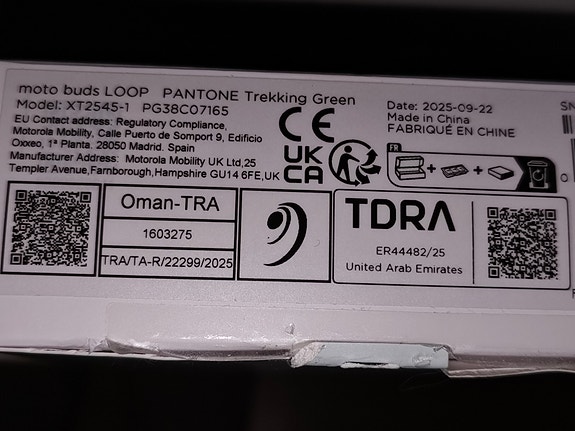 moto buds LOOP PANTONE Trekking Green
Model: XT2545-1 PG38C07165
EU Contact address: Regulatory Compliance,
Motorola Mobility, Calle Puerto de Somport 9, Edificio
Oxxeo, 1ª Planta. 28050 Madrid. Spain
Manufacturer Address: Motorola Mobility UK Ltd,25
Templer Avenue,Farnborough,Hampshire GU14 6FE,UK
CE
UK
CA
Date: 2025-09-22
Made in China
FABRIQUÉ EN CHINE
SN
FR
+
+
Oman-TRA
1603275
TRA/TA-R/22299/2025
TDRA
ER44482/25
United Arab Emirates